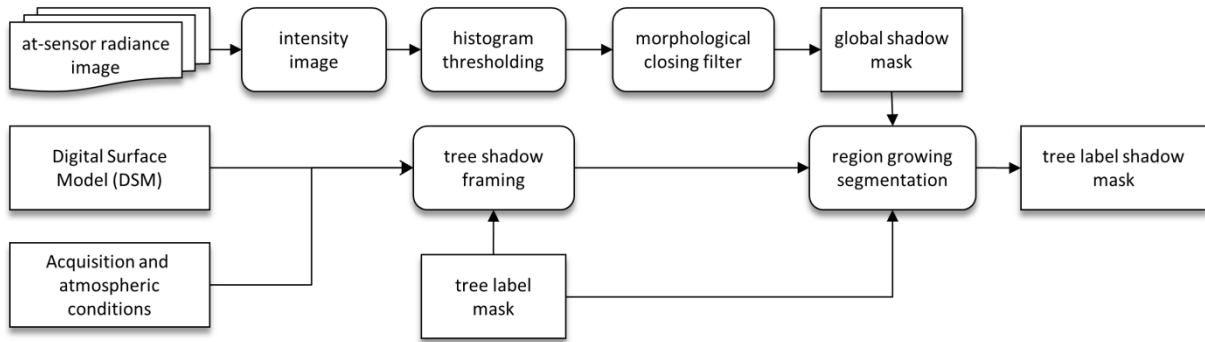 at-sensor radiance
image
intensity
image
histogram
thresholding
morphological
closing filter
global shadow
mask
Digital Surface
Model (DSM)
tree shadow
framing
region growing
segmentation
tree label shadow
mask
Acquisition and
atmospheric
conditions
tree label
mask